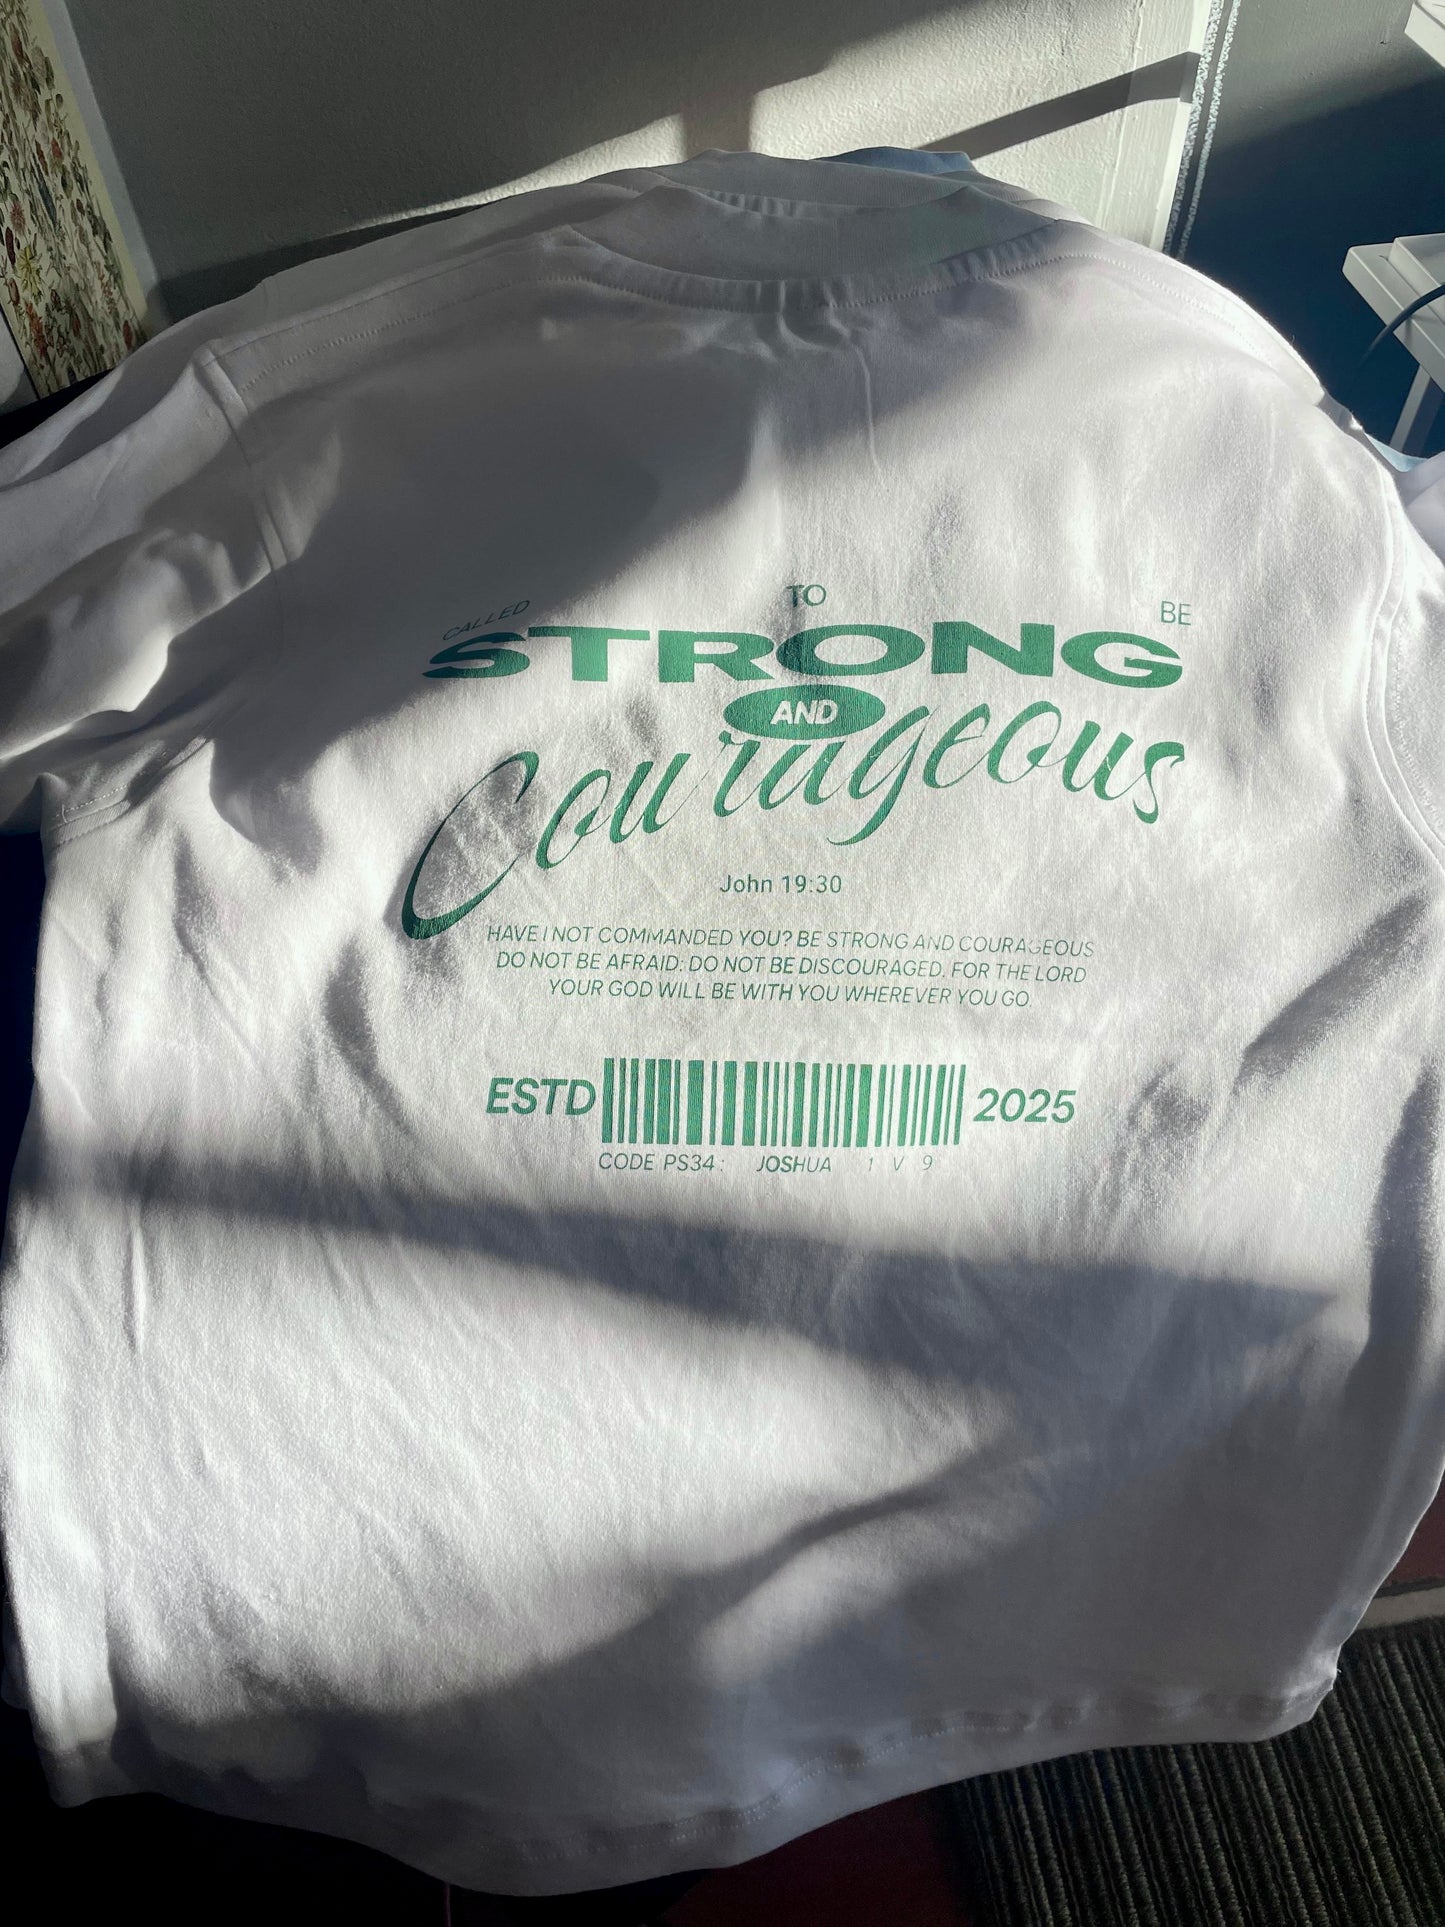 CALLED TO BE
STRONG
AND
Courageous
John 19:30
HAVE I NOT COMMANDED YOU? BE STRONG AND COURAGEOUS
DO NOT BE AFRAID; DO NOT BE DISCOURAGED, FOR THE LORD
YOUR GOD WILL BE WITH YOU WHEREVER YOU GO.
ESTD 2025
CODE PS34: JOSHUA 1 V 9